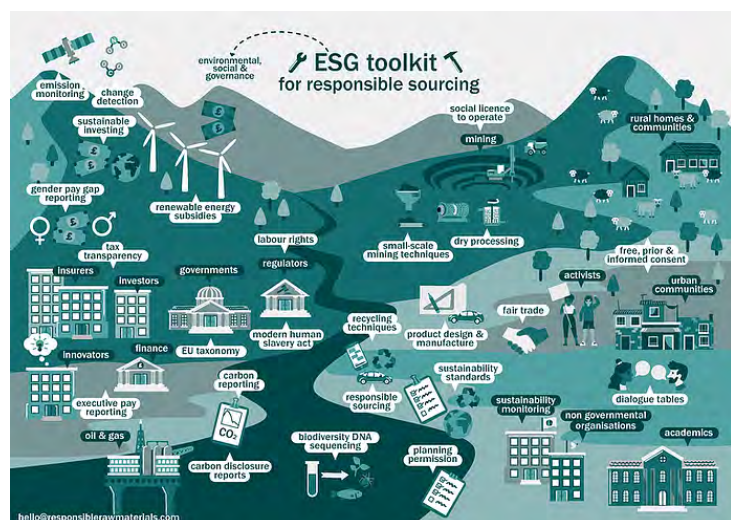 environmental,
social &
governance
ESG toolkit
for responsible sourcing
emission
monitoring
change
detection
sustainable
investing
gender pay gap
reporting
renewable energy
subsidies
tax
transparency
labour rights
social licence
to operate
mining
rural homes &
communities
small-scale
mining techniques
dry processing
free, prior &
informed consent
insurers
investors
governments
regulators
activists
urban
communities
innovators
finance
EU taxonomy
modern human
slavery act
recycling
techniques
product design &
manufacture
fair trade
executive pay
reporting
carbon
reporting
responsible
sourcing
sustainability
standards
sustainability
monitoring
dialogue tables
non governmental
organisations
academics
oil & gas
CO2
carbon disclosure
reports
biodiversity DNA
sequencing
planning
permission
hello@responsiblerawmaterials.com